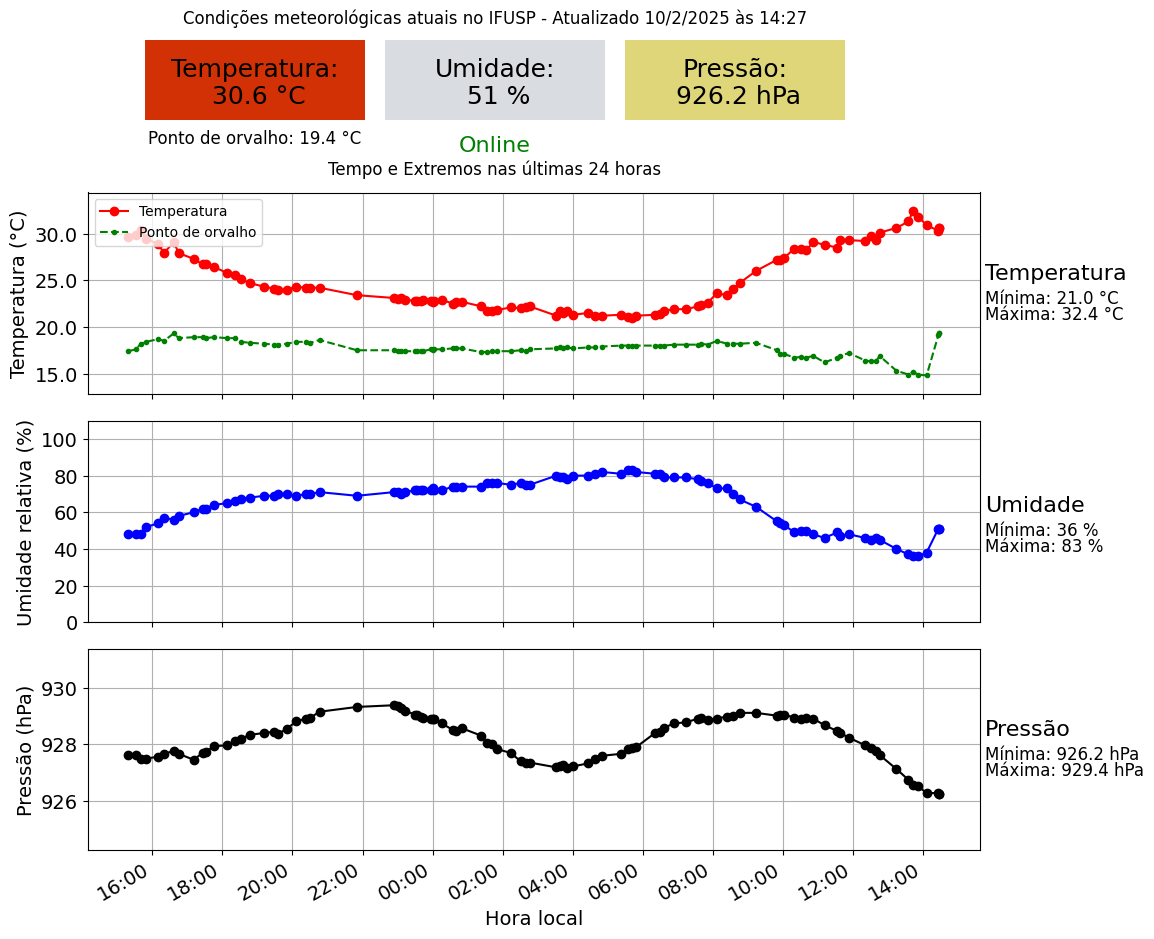 Condições meteorológicas atuais no IFUSP - Atualizado 10/2/2025 às 14:27
Temperatura:
30.6 °C
Umidade:
51 %
Pressão:
926.2 hPa
Ponto de orvalho: 19.4 °C
Online
Tempo e Extremos nas últimas 24 horas
Temperatura (°C)
30.0
25.0
20.0
15.0
Temperatura
Ponto de orvalho
Temperatura
Mínima: 21.0 °C
Máxima: 32.4 °C
Umidade relativa (%)
100
80
60
40
20
0
Umidade
Mínima: 36 %
Máxima: 83 %
Pressão (hPa)
930
928
926
Pressão
Mínima: 926.2 hPa
Máxima: 929.4 hPa
16:00 18:00 20:00 22:00 00:00 02:00 04:00 06:00 08:00 10:00 12:00 14:00
Hora local